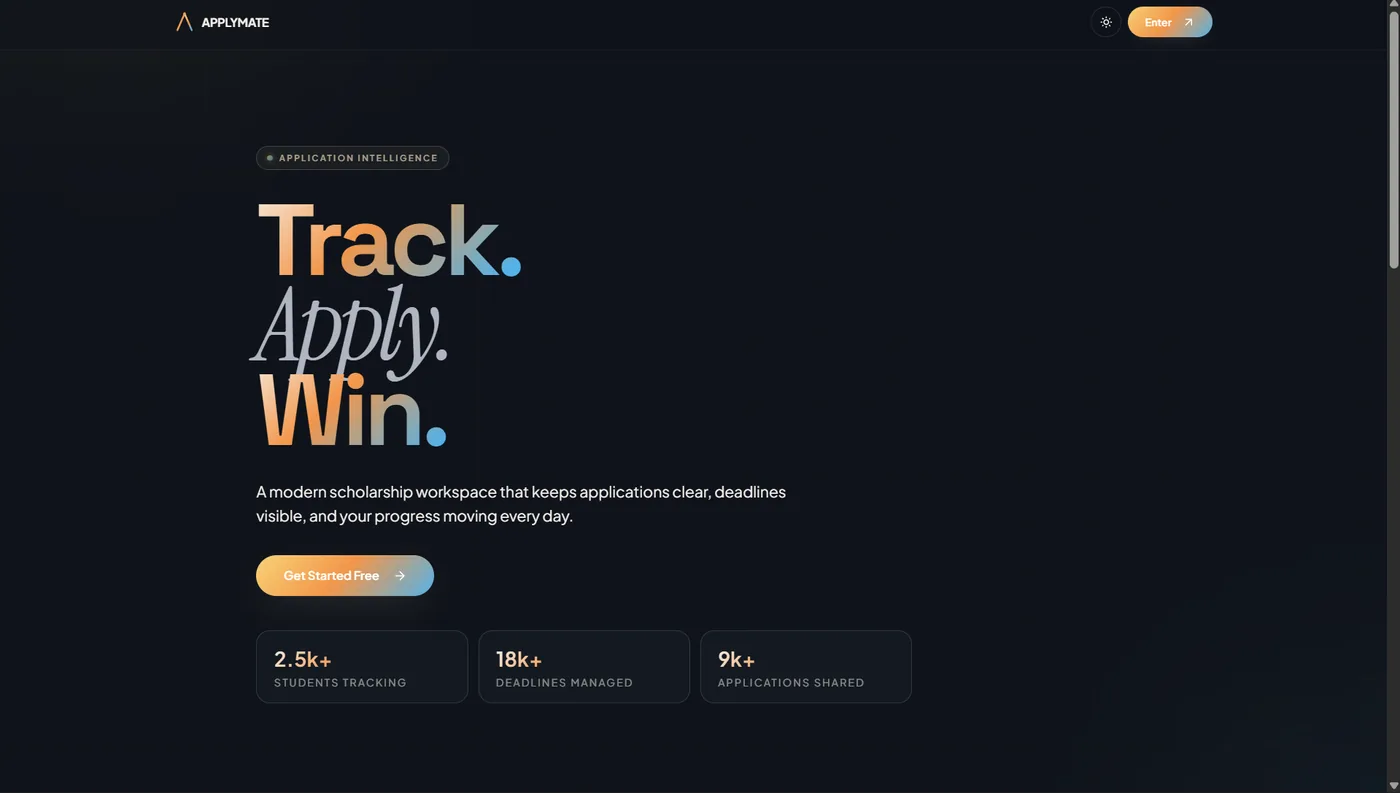 APPLYMATE
Enter
APPLICATION INTELLIGENCE
Track.
Apply.
Win.
A modern scholarship workspace that keeps applications clear, deadlines
visible, and your progress moving every day.
Get Started Free
2.5k+
STUDENTS TRACKING
18k+
DEADLINES MANAGED
9k+
APPLICATIONS SHARED